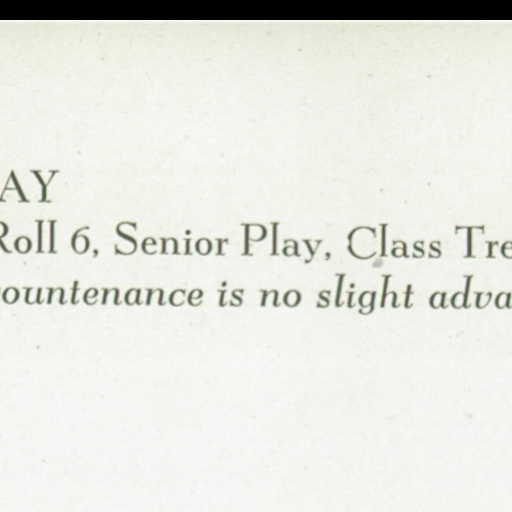 AY
Roll 6, Senior Play, Class Tre
ountenance is no slight adva